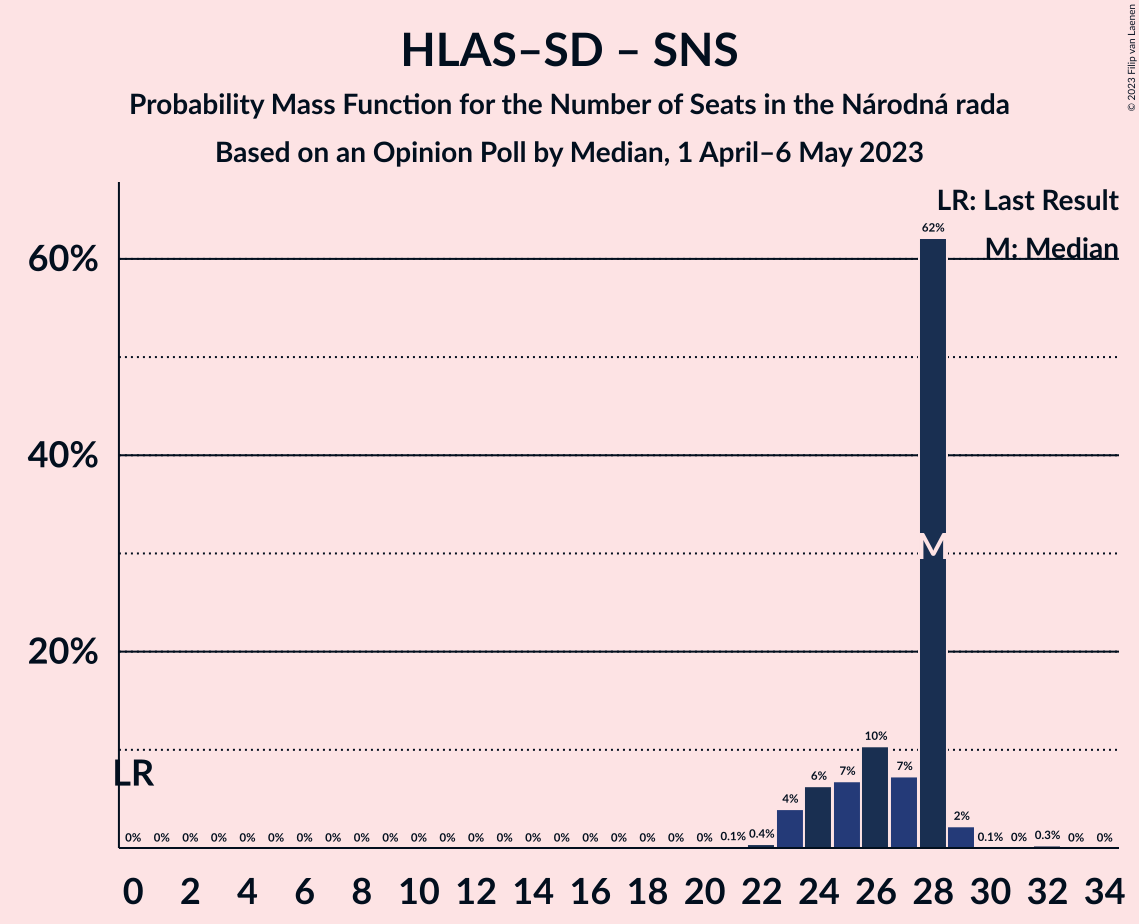 HLAS–SD – SNS
Probability Mass Function for the Number of Seats in the Národná rada
Based on an Opinion Poll by Median, 1 April–6 May 2023
© 2023 Filip van Laenen
LR: Last Result
M: Median
60%
40%
20%
LR
M
0% 0% 0% 0% 0% 0% 0% 0% 0% 0% 0% 0% 0% 0% 0% 0% 0% 0% 0% 0% 0% 0.1% 0.4% 4% 6% 7% 10% 7% 62% 2% 0.1% 0% 0.3% 0% 0%
0 2 4 6 8 10 12 14 16 18 20 22 24 26 28 30 32 34